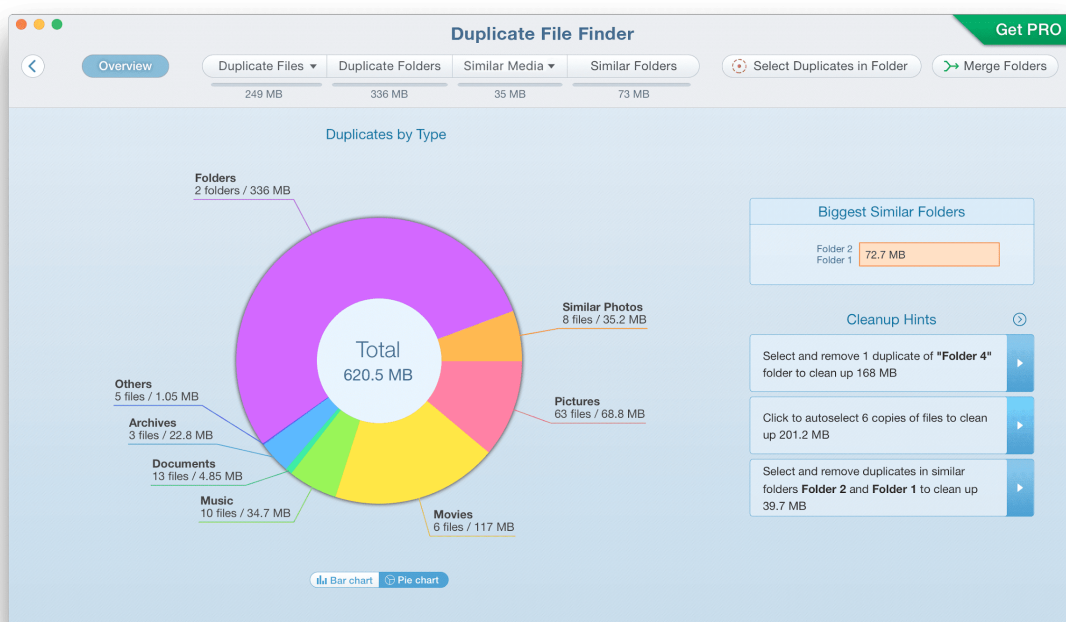 Duplicate File Finder
Get PRO
Overview
Duplicate Files
Duplicate Folders
Similar Media
Similar Folders
Select Duplicates in Folder
Merge Folders
249 MB
336 MB
35 MB
73 MB
Duplicates by Type
Folders
2 folders / 336 MB
Similar Photos
8 files / 35.2 MB
Total
620.5 MB
Others
5 files / 1.05 MB
Pictures
63 files / 68.8 MB
Archives
3 files / 22.8 MB
Documents
13 files / 4.85 MB
Music
10 files / 34.7 MB
Movies
6 files / 117 MB
Bar chart
Pie chart
Biggest Similar Folders
Folder 2
Folder 1
72.7 MB
Cleanup Hints
Select and remove 1 duplicate of "Folder 4"
folder to clean up 168 MB
Click to autoselect 6 copies of files to clean
up 201.2 MB
Select and remove duplicates in similar
folders Folder 2 and Folder 1 to clean up
39.7 MB